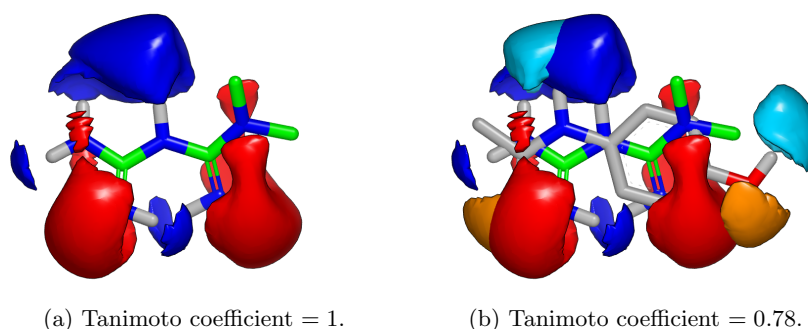 (a) Tanimoto coefficient = 1.
(b) Tanimoto coefficient = 0.78.